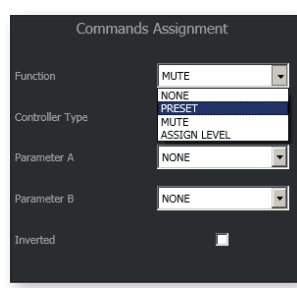 Commands Assignment
Function MUTE
NONE
PRESET
Controller Type MUTE
ASSIGN LEVEL
Parameter A NONE
Parameter B NONE
Inverted